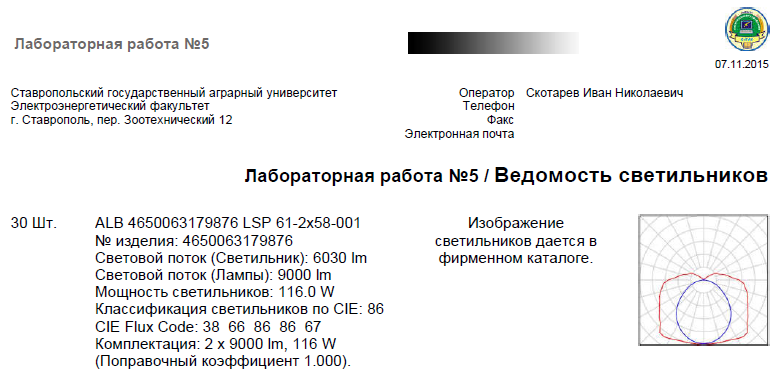 Лабораторная работа №5
07.11.2015
Ставропольский государственный аграрный университет
Электроэнергетический факультет
г. Ставрополь, пер. Зоотехнический 12
Оператор Скотарев Иван Николаевич
Телефон
Факс
Электронная почта
Лабораторная работа №5 / Ведомость светильников
30 Шт.
ALB 4650063179876 LSP 61-2x58-001
№ изделия: 4650063179876
Световой поток (Светильник): 6030 lm
Световой поток (Лампы): 9000 lm
Мощность светильников: 116.0 W
Классификация светильников по CIE: 86
CIE Flux Code: 38 66 86 86 67
Комплектация: 2 x 9000 lm, 116 W
(Поправочный коэффициент 1.000).
Изображение
светильников дается в
фирменном каталоге.